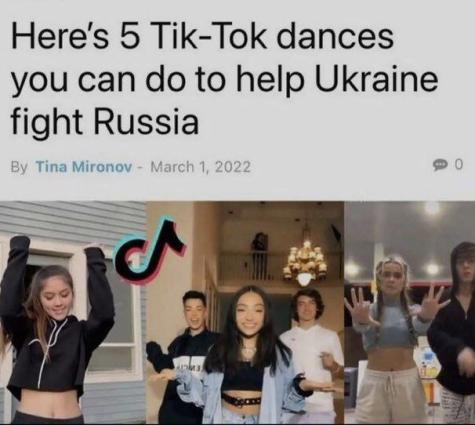 Here's 5 Tik-Tok dances
you can do to help Ukraine
fight Russia
By Tina Mironov - March 1, 2022
0